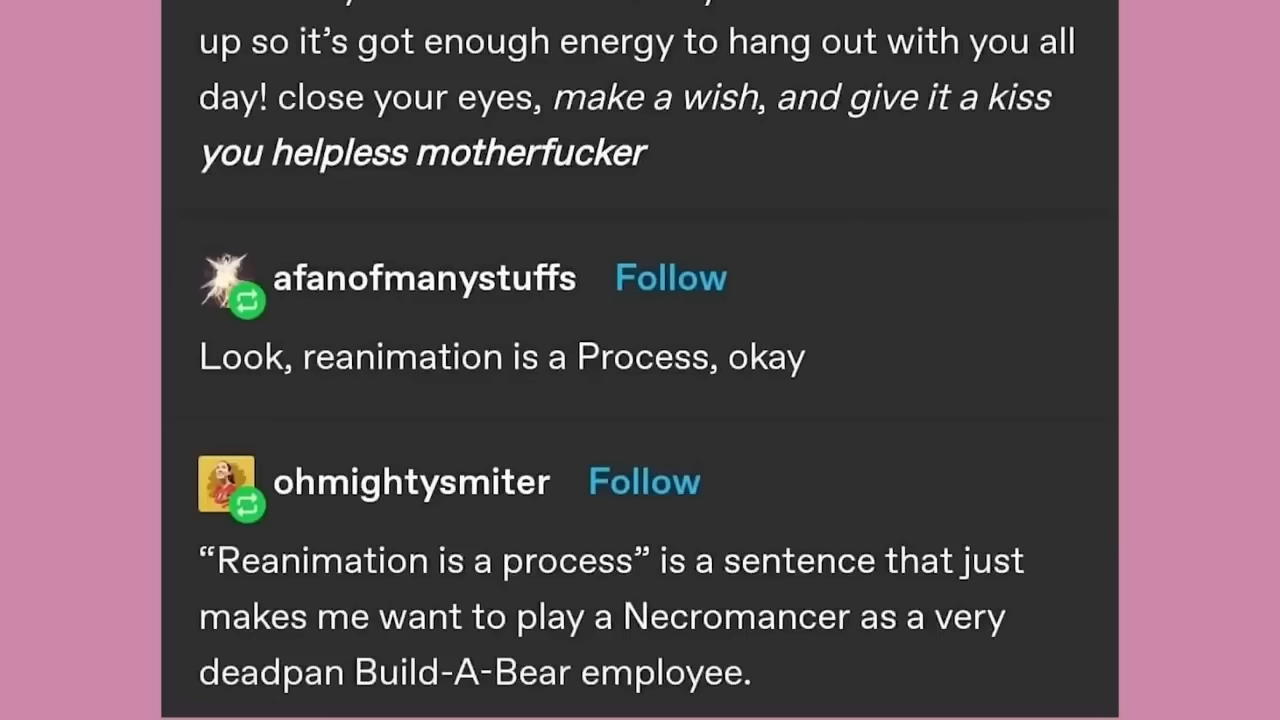 up so it’s got enough energy to hang out with you all
day! close your eyes, make a wish, and give it a kiss
you helpless motherfucker
afanofmanystuffs Follow
Look, reanimation is a Process, okay
ohmightysmiter Follow
“Reanimation is a process” is a sentence that just
makes me want to play a Necromancer as a very
deadpan Build-A-Bear employee.